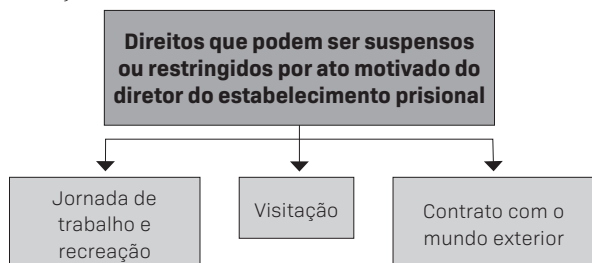 Direitos que podem ser suspensos
ou restringidos por ato motivado do
diretor do estabelecimento prisional
Jornada de
trabalho e
recreação
Visitação
Contrato com o
mundo exterior